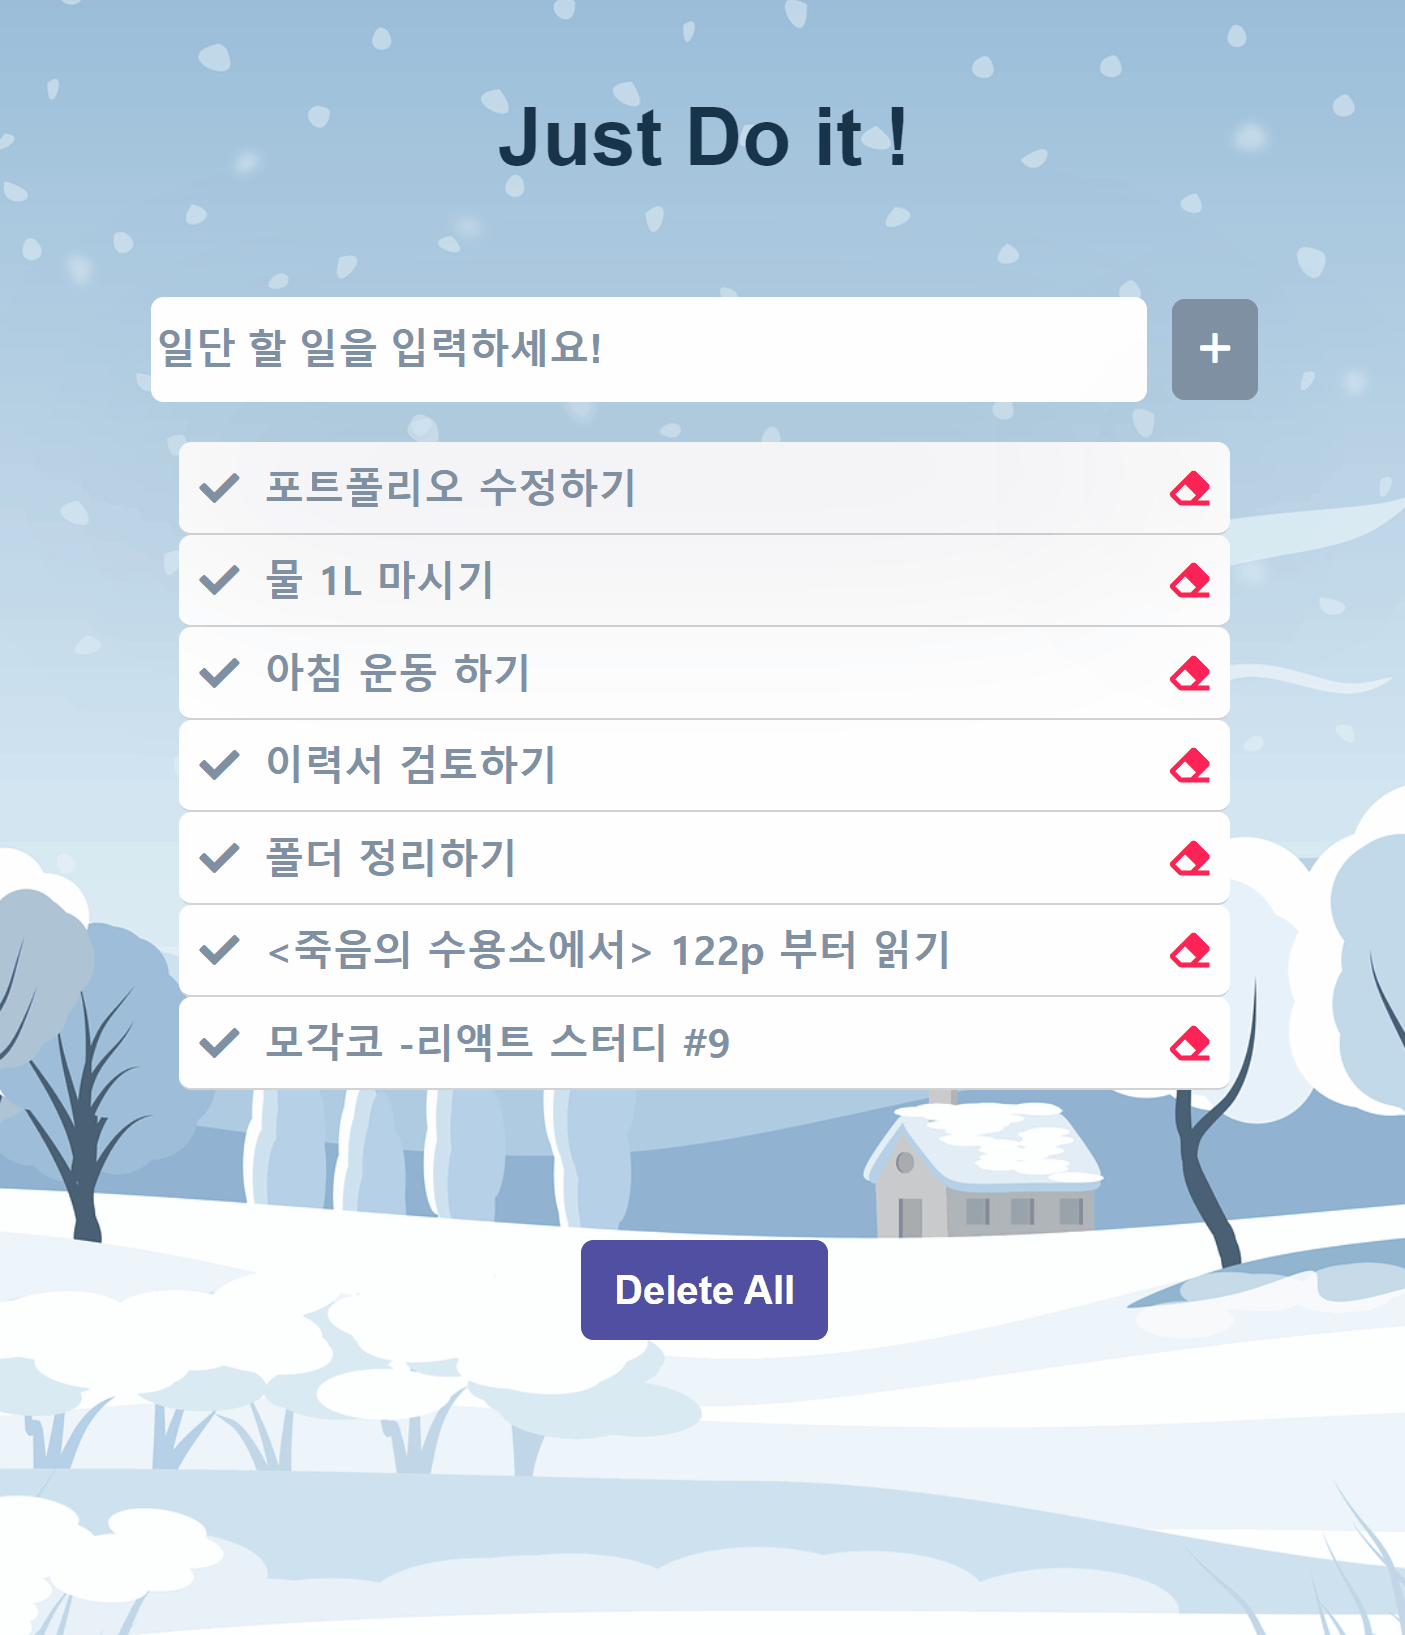 Just Do it !
일단 할 일을 입력하세요!
+
포트폴리오 수정하기
물 1L 마시기
아침 운동 하기
이력서 검토하기
폴더 정리하기
<죽음의 수용소에서> 122p 부터 읽기
모각코 -리액트 스터디 #9
Delete All